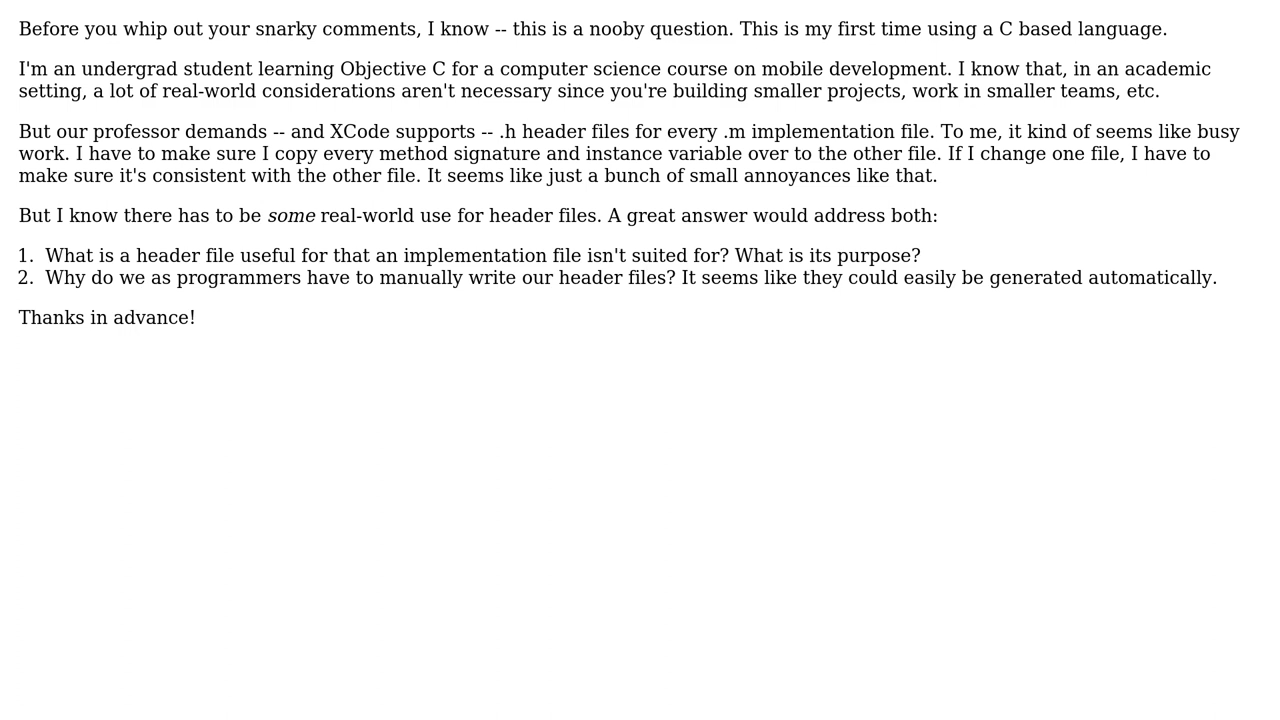 Before you whip out your snarky comments, I know -- this is a nooby question. This is my first time using a C based language.
I'm an undergrad student learning Objective C for a computer science course on mobile development. I know that, in an academic
setting, a lot of real-world considerations aren't necessary since you're building smaller projects, work in smaller teams, etc.
But our professor demands -- and XCode supports -- .h header files for every .m implementation file. To me, it kind of seems like busy
work. I have to make sure I copy every method signature and instance variable over to the other file. If I change one file, I have to
make sure it's consistent with the other file. It seems like just a bunch of small annoyances like that.
But I know there has to be some real-world use for header files. A great answer would address both:
1. What is a header file useful for that an implementation file isn't suited for? What is its purpose?
2. Why do we as programmers have to manually write our header files? It seems like they could easily be generated automatically.
Thanks in advance!